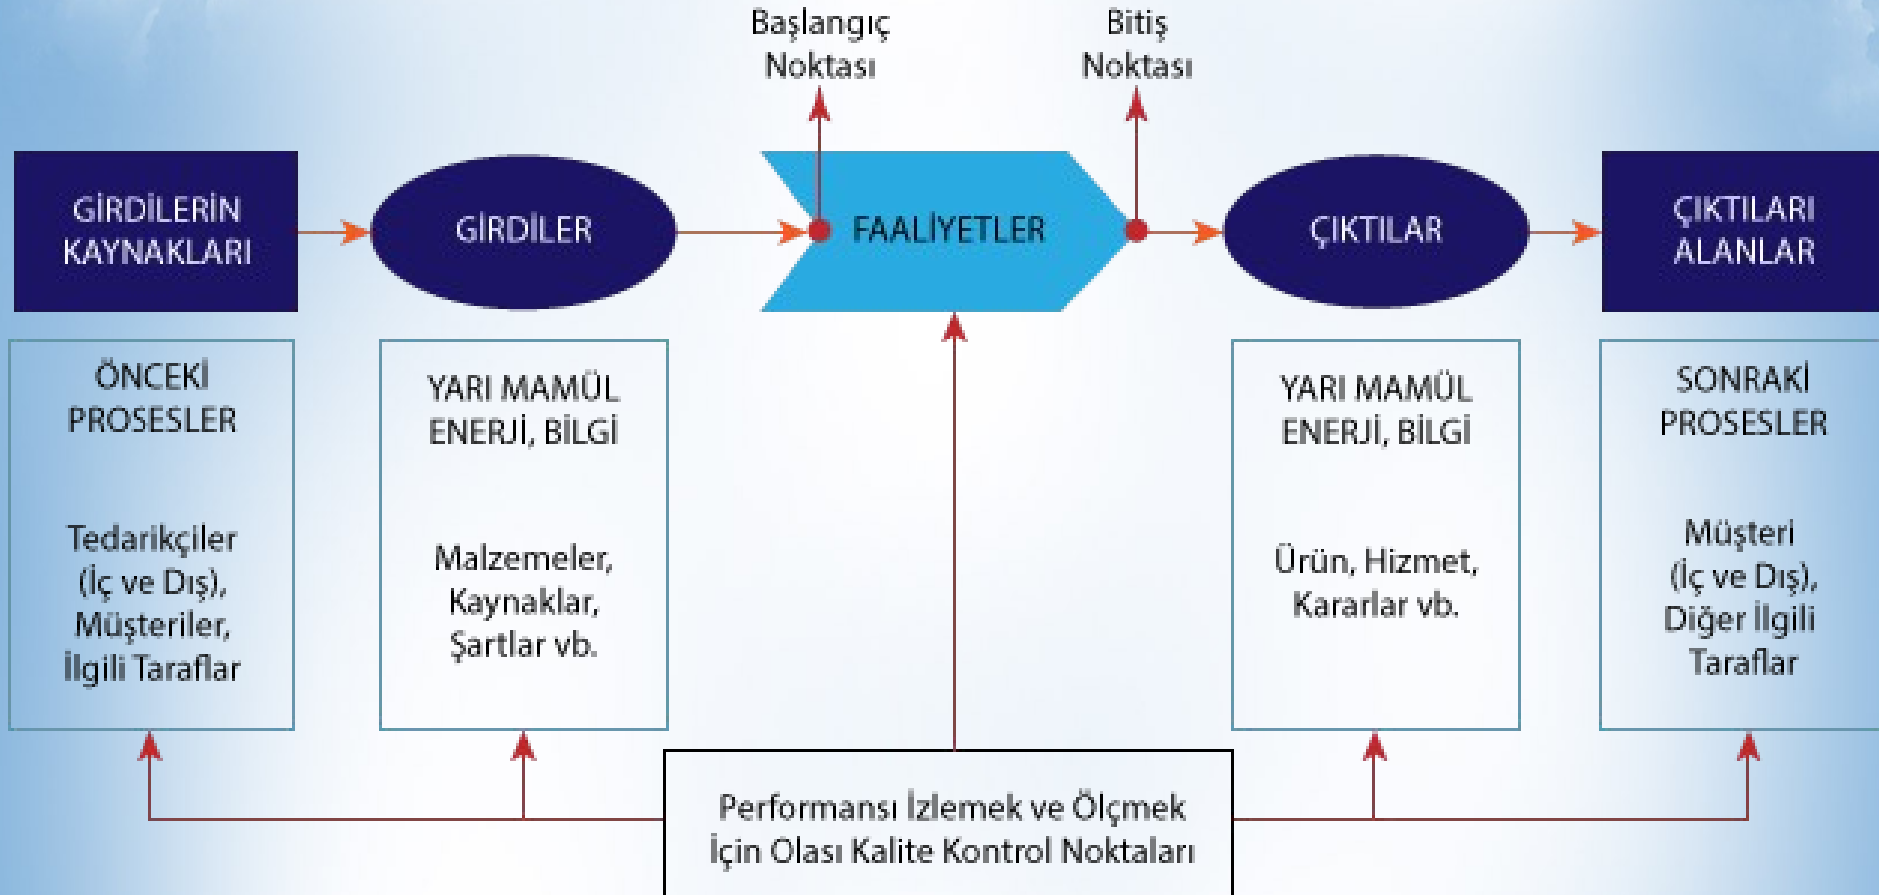 Başlangıç
Noktası
Bitiş
Noktası
GİRDİLERİN
KAYNAKLARI
GİRDİLER
FAALİYETLER
ÇIKTILAR
ÇIKTILARI
ALANLAR
ÖNCEKİ
PROSESLER
Tedarikçiler
(İç ve Dış),
Müşteriler,
İlgili Taraflar
YARI MAMÜL
ENERJİ, BİLGİ
Malzemeler,
Kaynaklar,
Şartlar vb.
YARI MAMÜL
ENERJİ, BİLGİ
Ürün, Hizmet,
Kararlar vb.
SONRAKİ
PROSESLER
Müşteri
(İç ve Dış),
Diğer İlgili
Taraflar
Performansı İzlemek ve Ölçmek
İçin Olası Kalite Kontrol Noktaları